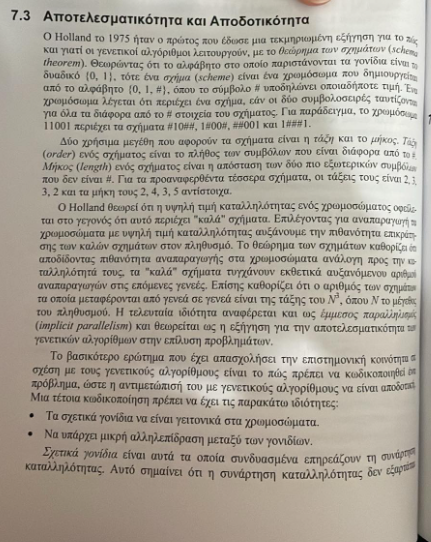 7.3 Αποτελεσματικότητα και Αποδοτικότητα
Ο Holland το 1975 ήταν ο πρώτος που έδωσε μια τεκμηριωμένη εξήγηση για το πώς
και γιατί οι γενετικοί αλγόριθμοι λειτουργούν, με το θεώρημα των σχημάτων (schema
theorem). Θεωρώντας ότι το αλφάβητο στο οποίο παριστάνονται τα γονίδια είναι το
δυαδικό {0, 1}, τότε ένα σχήμα (scheme) είναι ένα χρωμόσωμα που δημιουργείται
από το αλφάβητο {0, 1, #}, όπου το σύμβολο # υποδηλώνει οποιαδήποτε τιμή. Ένα
χρωμόσωμα λέγεται ότι περιέχει ένα σχήμα, εάν οι δύο συμβολοσειρές ταυτίζονται
για όλα τα διάφορα από το # στοιχεία του σχήματος. Για παράδειγμα, το χρωμόσωμα
11001 περιέχει τα σχήματα #10##, 1#00#, ##001 και 1###1.
Δύο χρήσιμα μεγέθη που αφορούν τα σχήματα είναι η τάξη και το μήκος. Τάξη
(order) ενός σχήματος είναι το πλήθος των συμβόλων που είναι διάφορα από το #.
Μήκος (length) ενός σχήματος είναι η απόσταση των δύο πιο εξωτερικών συμβόλων
που δεν είναι #. Για τα προαναφερθέντα τέσσερα σχήματα, οι τάξεις τους είναι 2, 3,
3, 2 και τα μήκη τους 2, 4, 3, 5 αντίστοιχα.
Ο Holland θεωρεί ότι η υψηλή τιμή καταλληλότητας ενός χρωμοσώματος οφείλε-
ται στο γεγονός ότι αυτό περιέχει "καλά" σχήματα. Επιλέγοντας για αναπαραγωγή τα
χρωμοσώματα με υψηλή τιμή καταλληλότητας αυξάνουμε την πιθανότητα επικράτη-
σης των καλών σχημάτων στον πληθυσμό. Το θεώρημα των σχημάτων καθορίζει ότι
αποδίδοντας πιθανότητα αναπαραγωγής στα χρωμοσώματα ανάλογη προς την κα-
ταλληλότητά τους, τα "καλά" σχήματα τυγχάνουν εκθετικά αυξανόμενου αριθμού
αναπαραγωγών στις επόμενες γενεές. Επίσης καθορίζει ότι ο αριθμός των σχημάτων
τα οποία μεταφέρονται από γενεά σε γενεά είναι της τάξης του N³, όπου N το μέγεθος
του πληθυσμού. Η τελευταία ιδιότητα αναφέρεται και ως έμμεσος παραλληλισμός
(implicit parallelism) και θεωρείται ως η εξήγηση για την αποτελεσματικότητα των
γενετικών αλγορίθμων στην επίλυση προβλημάτων.
Το βασικότερο ερώτημα που έχει απασχολήσει την επιστημονική κοινότητα σε
σχέση με τους γενετικούς αλγορίθμους είναι το πώς πρέπει να κωδικοποιηθεί ένα
πρόβλημα, ώστε η αντιμετώπισή του με γενετικούς αλγορίθμους να είναι αποδοτική.
Μια τέτοια κωδικοποίηση πρέπει να έχει τις παρακάτω ιδιότητες:
• Τα σχετικά γονίδια να είναι γειτονικά στα χρωμοσώματα.
• Να υπάρχει μικρή αλληλεπίδραση μεταξύ των γονιδίων.
Σχετικά γονίδια είναι αυτά τα οποία συνδυασμένα επηρεάζουν τη συνάρτηση
καταλληλότητας. Αυτό σημαίνει ότι η συνάρτηση καταλληλότητας δεν εξαρτάται